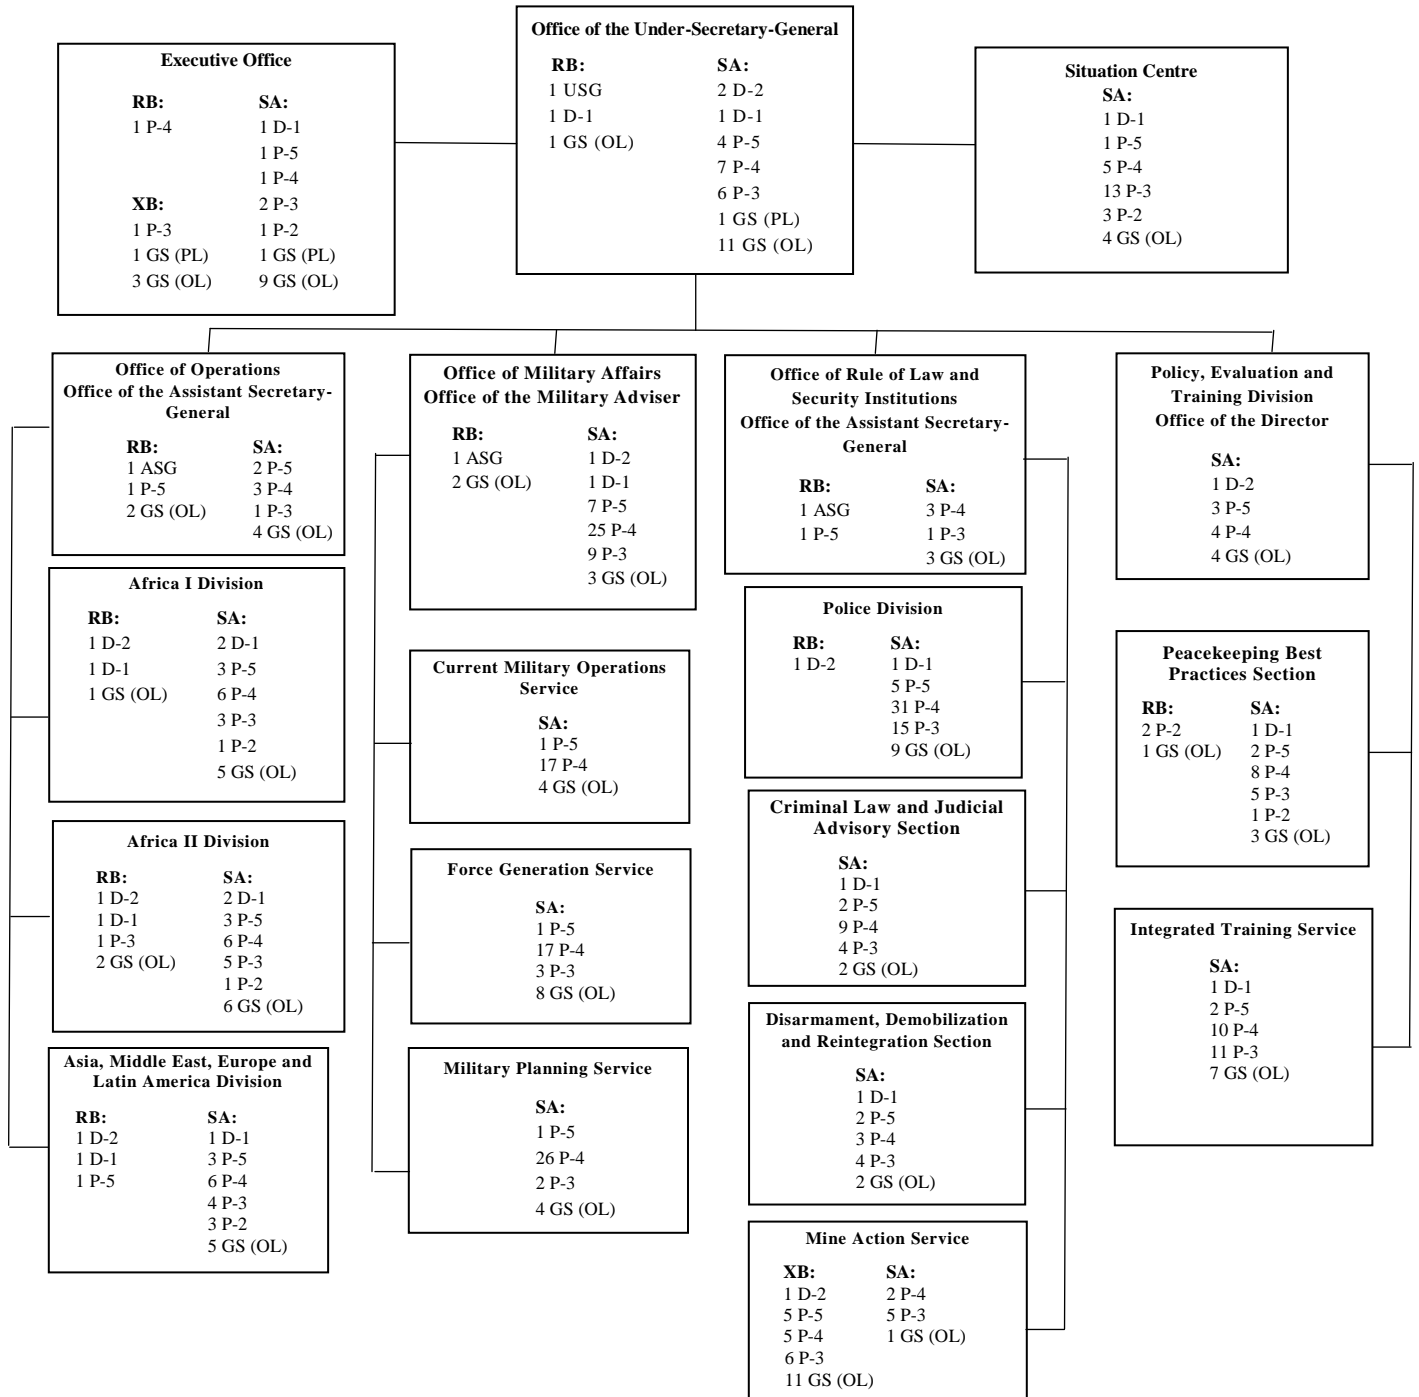 Office of the Under-Secretary-General
RB: SA:
1 USG 2 D-2
1 D-1 1 D-1
1 GS (OL) 4 P-5
7 P-4
6 P-3
1 GS (PL)
11 GS (OL)
Executive Office
RB: SA:
1 P-4 1 D-1
1 P-5
1 P-4
XB: 2 P-3
1 P-3 1 P-2
1 GS (PL) 1 GS (PL)
3 GS (OL) 9 GS (OL)
Situation Centre
SA:
1 D-1
1 P-5
5 P-4
13 P-3
3 P-2
4 GS (OL)
Office of Operations
Office of the Assistant Secretary-
General
RB: SA:
1 ASG 2 P-5
1 P-5 3 P-4
2 GS (OL) 1 P-3
4 GS (OL)
Africa I Division
RB: SA:
1 D-2 2 D-1
1 D-1 3 P-5
1 GS (OL) 6 P-4
3 P-3
1 P-2
5 GS (OL)
Africa II Division
RB: SA:
1 D-2 2 D-1
1 D-1 3 P-5
1 P-3 6 P-4
2 GS (OL) 5 P-3
1 P-2
6 GS (OL)
Asia, Middle East, Europe and
Latin America Division
RB: SA:
1 D-2 1 D-1
1 D-1 3 P-5
1 P-5 6 P-4
4 P-3
3 P-2
5 GS (OL)
Office of Military Affairs
Office of the Military Adviser
RB: SA:
1 ASG 1 D-2
2 GS (OL) 1 D-1
7 P-5
25 P-4
9 P-3
3 GS (OL)
Current Military Operations
Service
SA:
1 P-5
17 P-4
4 GS (OL)
Force Generation Service
SA:
1 P-5
17 P-4
3 P-3
8 GS (OL)
Military Planning Service
SA:
1 P-5
26 P-4
2 P-3
4 GS (OL)
Office of Rule of Law and
Security Institutions
Office of the Assistant Secretary-
General
RB: SA:
1 ASG 3 P-4
1 P-5 1 P-3
3 GS (OL)
Police Division
RB: SA:
1 D-2 1 D-1
5 P-5
31 P-4
15 P-3
9 GS (OL)
Criminal Law and Judicial
Advisory Section
SA:
1 D-1
2 P-5
9 P-4
4 P-3
2 GS (OL)
Disarmament, Demobilization
and Reintegration Section
SA:
1 D-1
2 P-5
3 P-4
4 P-3
2 GS (OL)
Mine Action Service
XB: SA:
1 D-2 2 P-4
5 P-5 5 P-3
5 P-4 1 GS (OL)
6 P-3
11 GS (OL)
Policy, Evaluation and
Training Division
Office of the Director
SA:
1 D-2
3 P-5
4 P-4
4 GS (OL)
Peacekeeping Best
Practices Section
RB: SA:
2 P-2 1 D-1
1 GS (OL) 2 P-5
8 P-4
5 P-3
1 P-2
3 GS (OL)
Integrated Training Service
SA:
1 D-1
2 P-5
10 P-4
11 P-3
7 GS (OL)